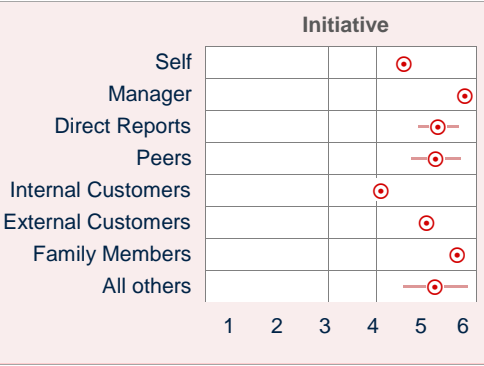 Initiative
Self
Manager
Direct Reports
Peers
Internal Customers
External Customers
Family Members
All others
1 2 3 4 5 6